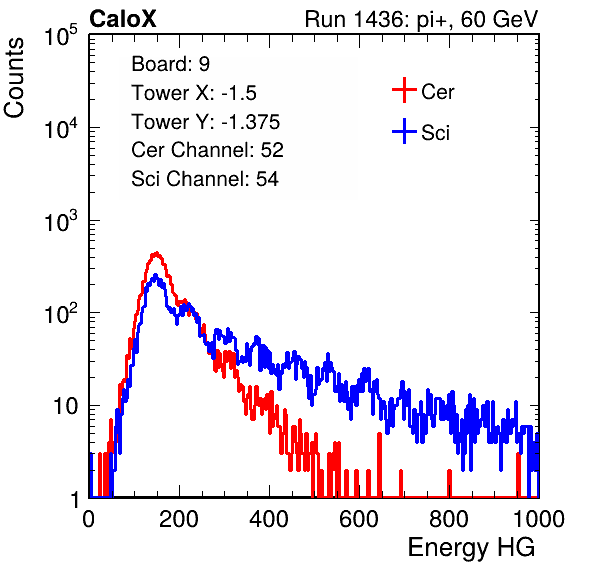 CaloX Run 1436: pi+, 60 GeV
Counts
Board: 9
Tower X: -1.5
Tower Y: -1.375
Cer Channel: 52
Sci Channel: 54
Cer
Sci
10^5
10^4
10^3
10^2
10
1
0 200 400 600 800 1000
Energy HG